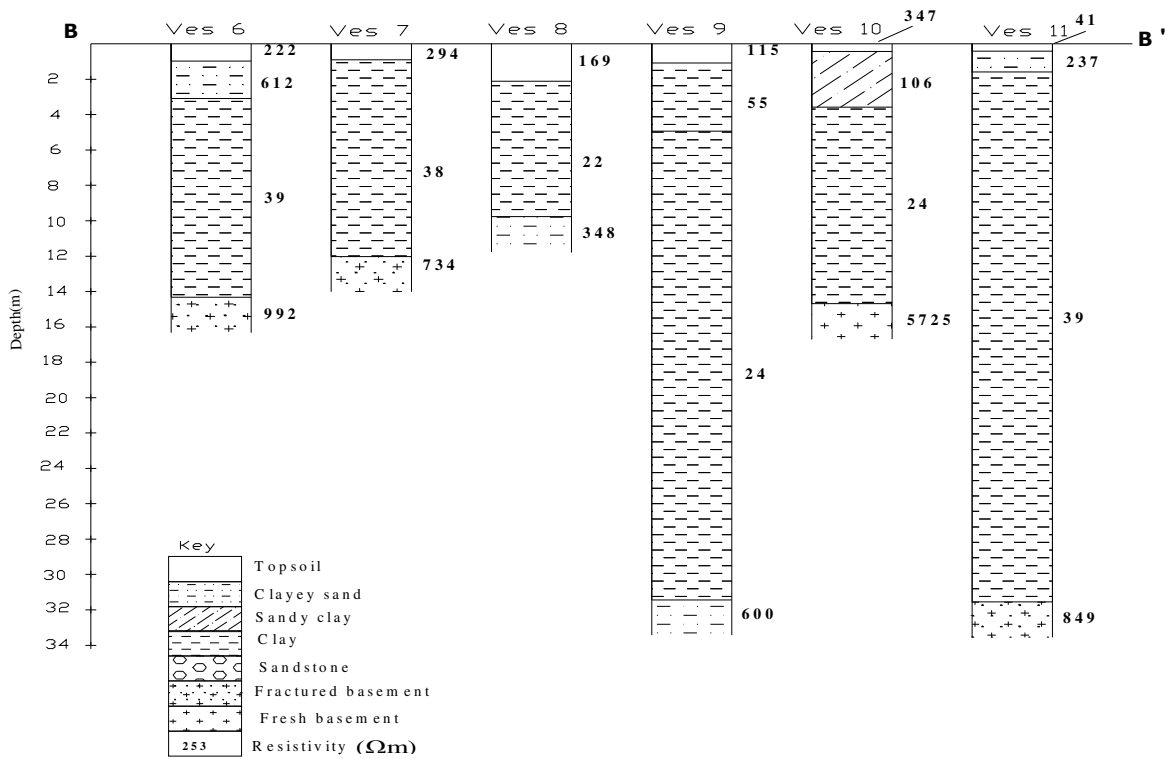 B Ves 6 Ves 7 Ves 8 Ves 9 Ves 10 347 Ves 11 41 B '
222 294 169 115 106 237
612 55
38 22
39 24
348
734
992 5725 39
24
600 849
Depth(m)
2
4
6
8
10
12
14
16
18
20
22
24
26
28
30
32
34
Key
Topsoil
Clayey sand
Sandy clay
Clay
Sandstone
Fractured basement
Fresh basement
253 Resistivity (Ωm)